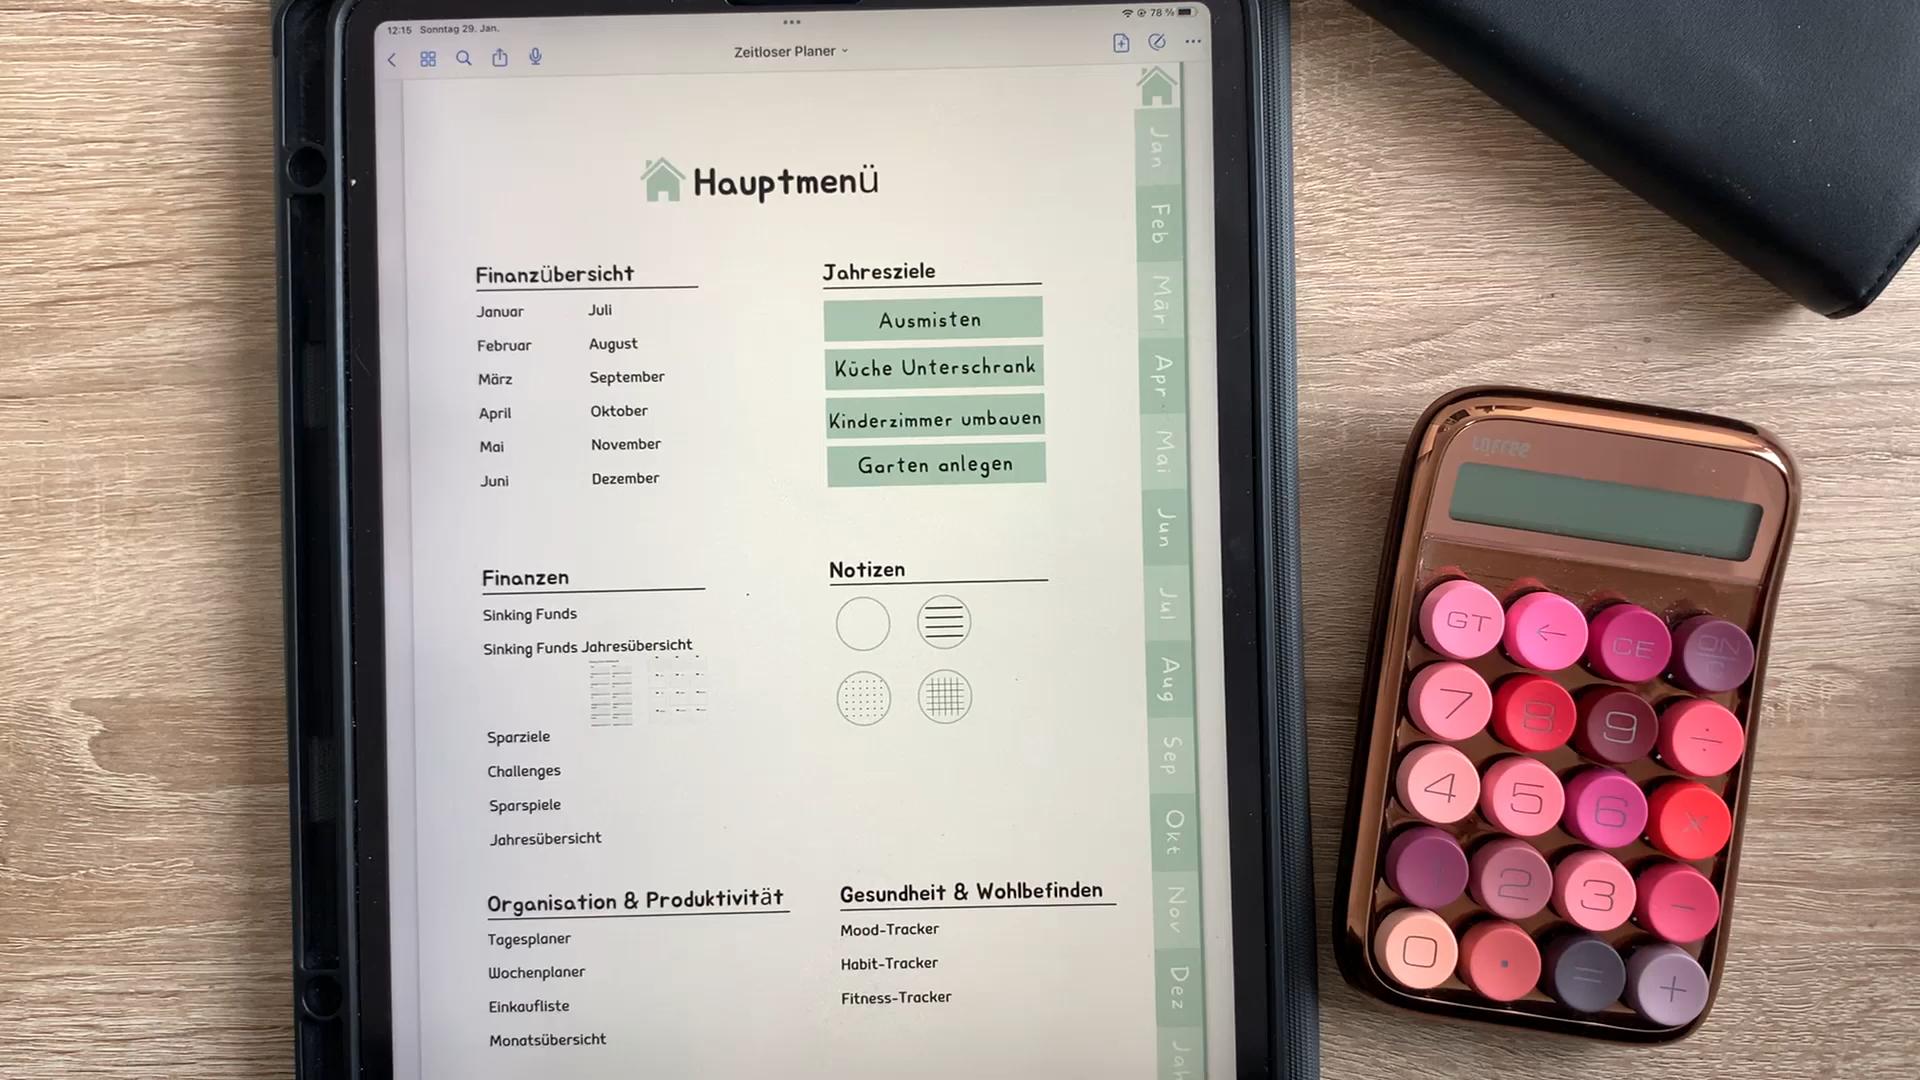 12:15 Sonntag 29. Jan.
78 %
Zeitloser Planer
Hauptmenü
Finanzübersicht
Januar Juli
Februar August
März September
April Oktober
Mai November
Juni Dezember
Jahresziele
Ausmisten
Küche Unterschrank
Kinderzimmer umbauen
Garten anlegen
Finanzen
Sinking Funds
Sinking Funds Jahresübersicht
Sparziele
Challenges
Sparspiele
Jahresübersicht
Notizen
Organisation & Produktivität
Tagesplaner
Wochenplaner
Einkaufliste
Monatsübersicht
Gesundheit & Wohlbefinden
Mood-Tracker
Habit-Tracker
Fitness-Tracker
Jan
Feb
Mär
Apr
Mai
Jun
Jul
Aug
Sep
Okt
Nov
Dez
Jah
lofree
GT ← CE ON/C
7 8 9 ÷
4 5 6 ×
1 2 3 −
0 . = +